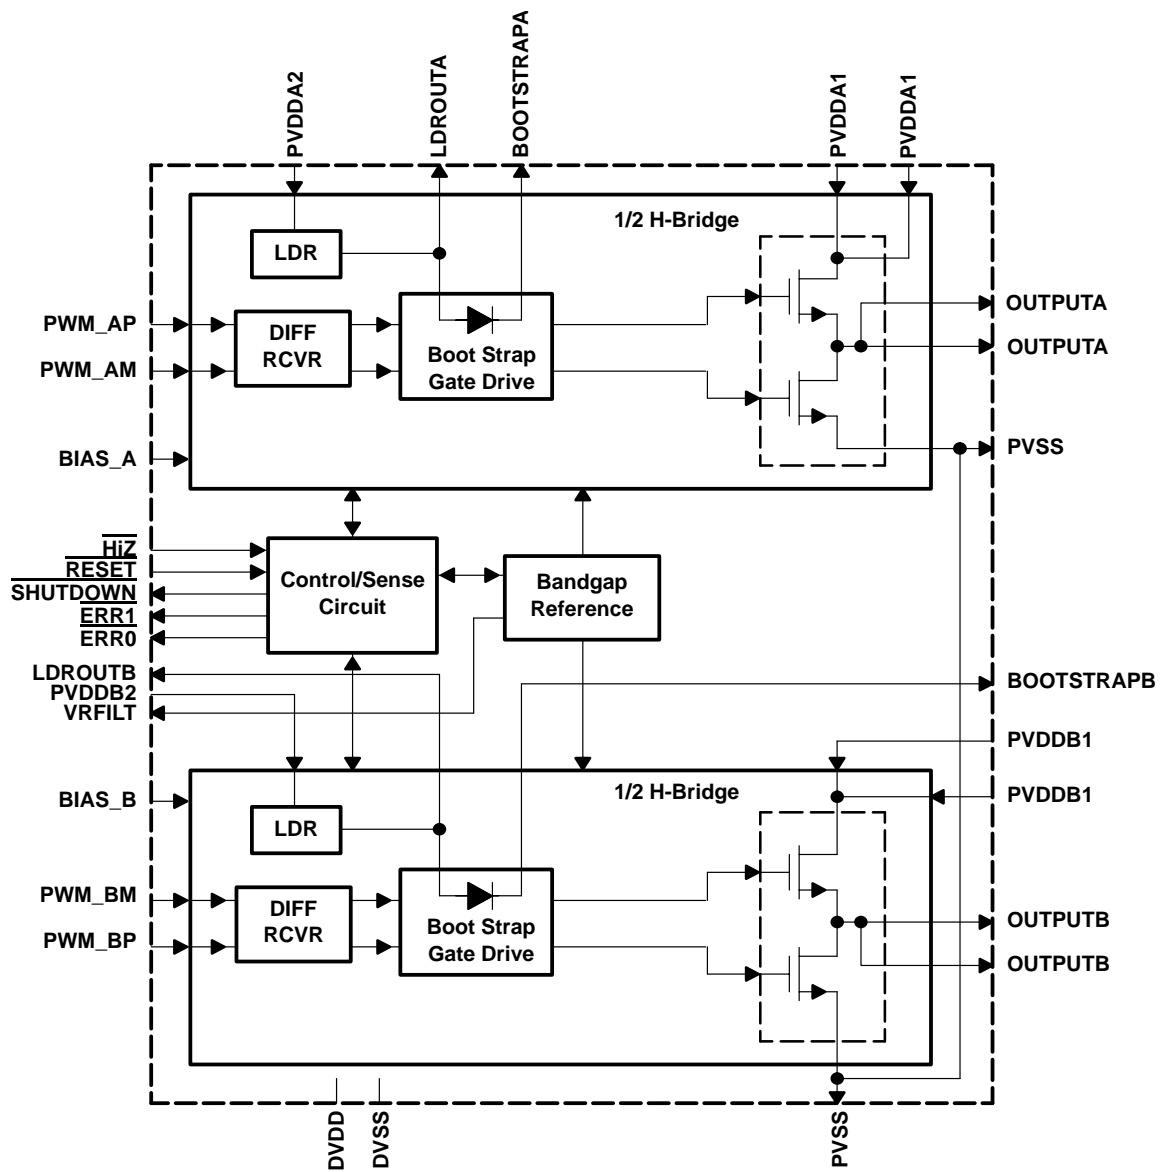 PVDDA2
LDROUTA
BOOTSTRAPA
PVDDA1
PVDDA1
1/2 H-Bridge
LDR
PWM_AP
PWM_AM
DIFF
RCVR
Boot Strap
Gate Drive
OUTPUTA
OUTPUTA
BIAS_A
PVSS
HiZ
RESET
SHUTDOWN
ERR1
ERR0
Control/Sense
Circuit
Bandgap
Reference
LDROUTB
PVDDB2
VRFILT
BOOTSTRAPB
PVDDB1
PVDDB1
1/2 H-Bridge
BIAS_B
LDR
PWM_BM
PWM_BP
DIFF
RCVR
Boot Strap
Gate Drive
OUTPUTB
OUTPUTB
DVDD
DVSS
PVSS